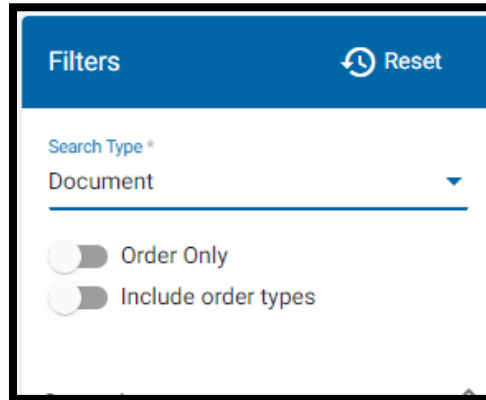 Filters
Reset
Search Type *
Document
Order Only
Include order types